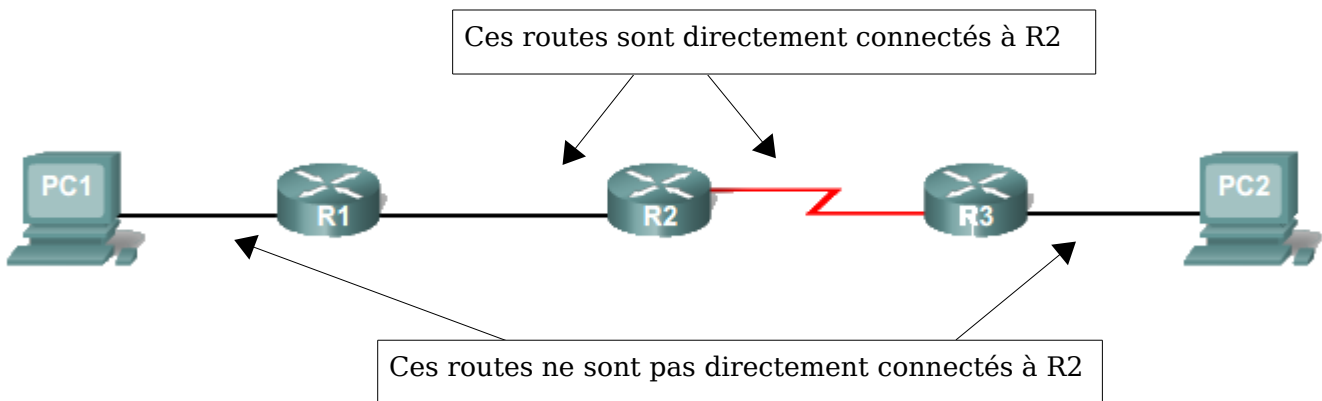 Ces routes sont directement connectés à R2
PC1
R1
R2
R3
PC2
Ces routes ne sont pas directement connectés à R2